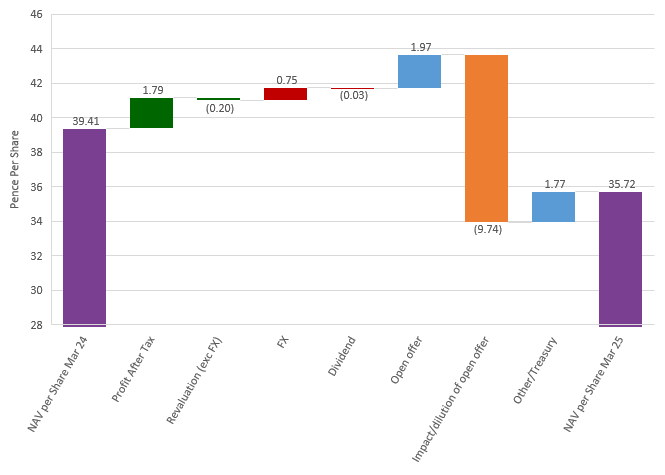 46
44
42
40
38
36
34
32
30
28
Pence Per Share
39.41
1.79
(0.20)
0.75
(0.03)
1.97
(9.74)
1.77
35.72
NAV per Share Mar 24
Profit After Tax
Revaluation (exc FX)
FX
Dividend
Open offer
Impact/dilution of open offer
Other/Treasury
NAV per Share Mar 25